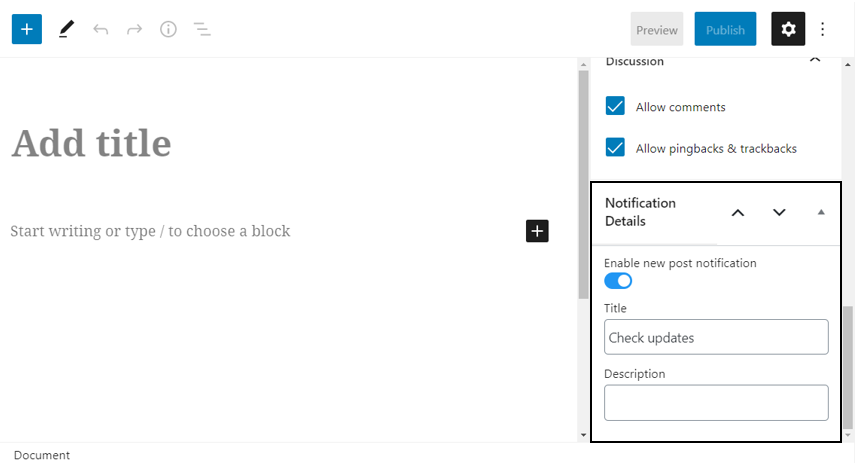 Preview
Publish
Discussion
Allow comments
Allow pingbacks & trackbacks
Add title
Start writing or type / to choose a block
Notification
Details
Enable new post notification
Title
Check updates
Description
Document